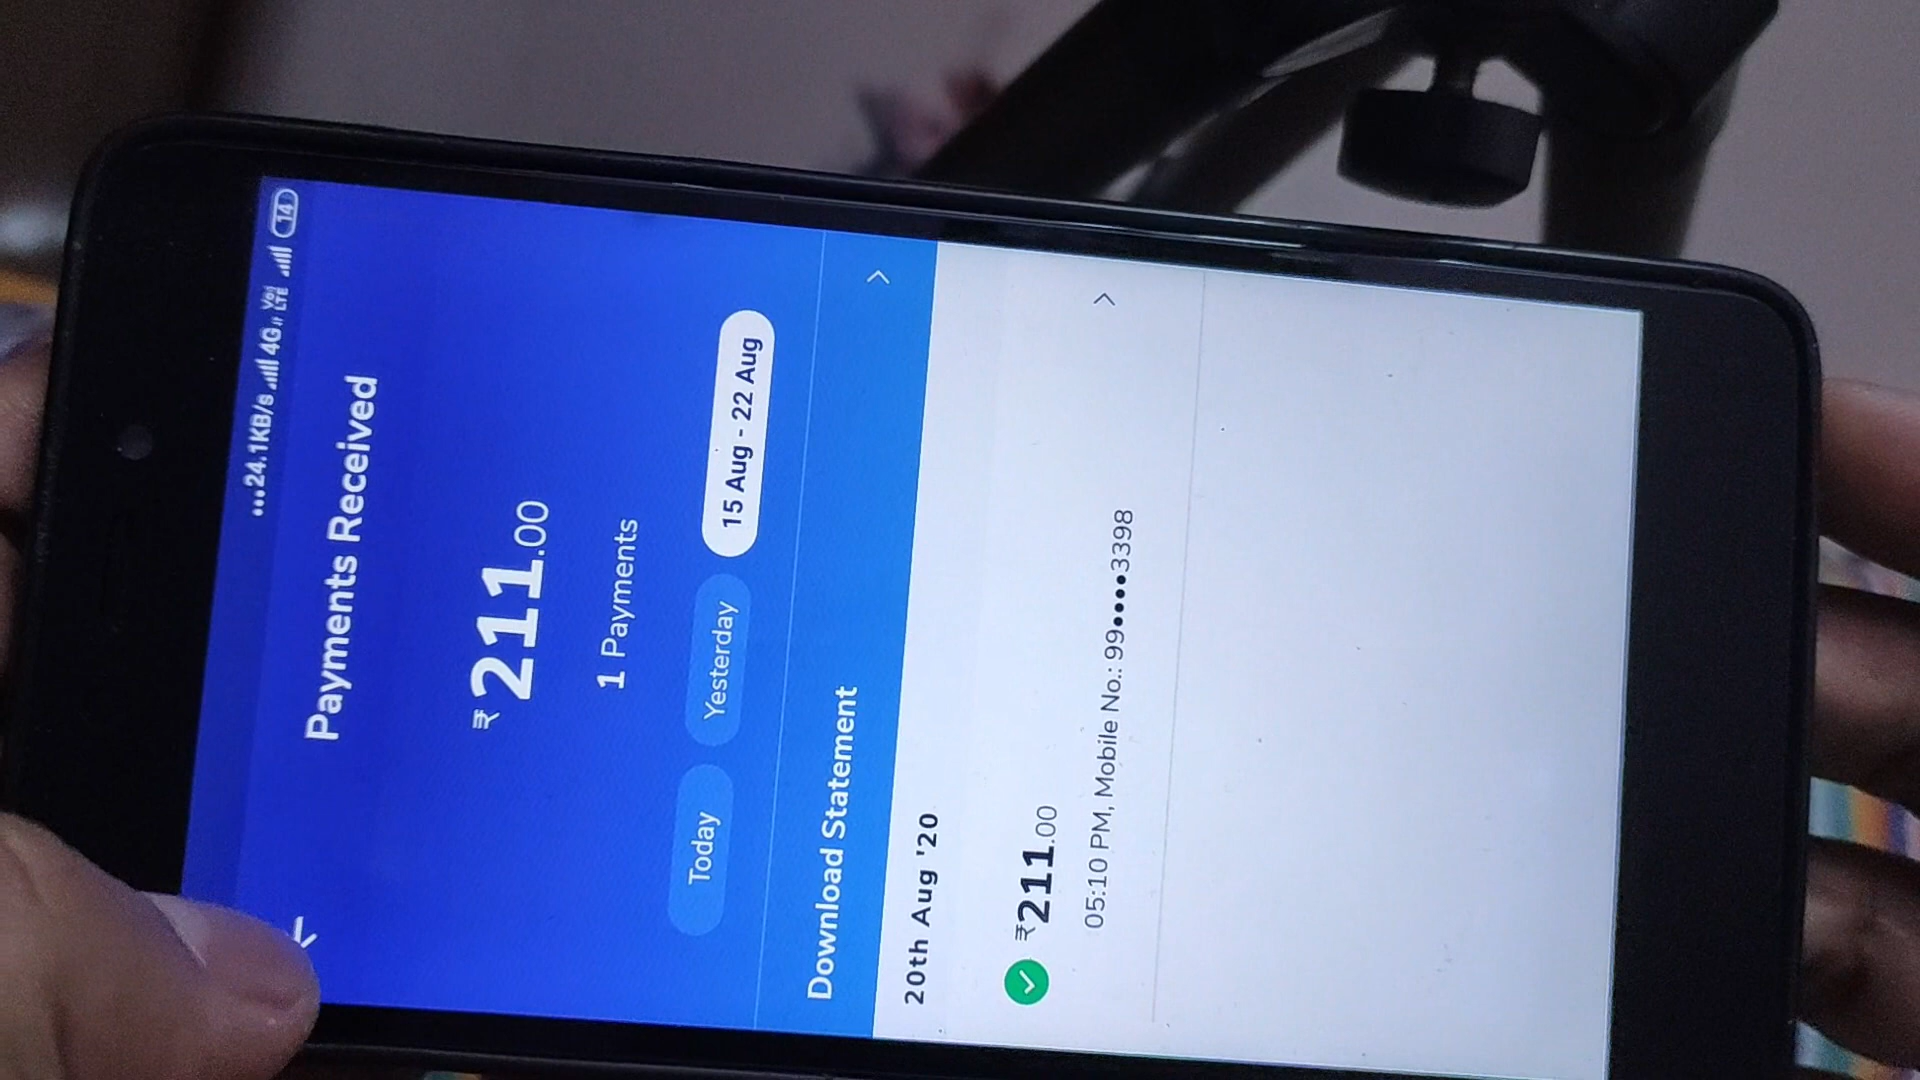 ...24.1KB/s 4G Vo) LTE 14
Payments Received
₹211.00
1 Payments
Today Yesterday 15 Aug - 22 Aug
Download Statement >
20th Aug '20
₹211.00 >
05:10 PM, Mobile No.: 99••••3398